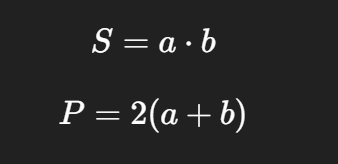 S = a · b
P = 2(a + b)